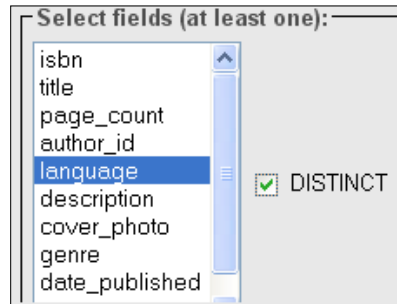 Select fields (at least one):
isbn
title
page_count
author_id
language
DISTINCT
description
cover_photo
genre
date_published